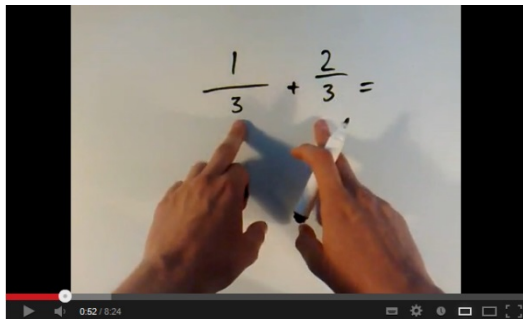 1/3 + 2/3 =
0:52 / 8:24